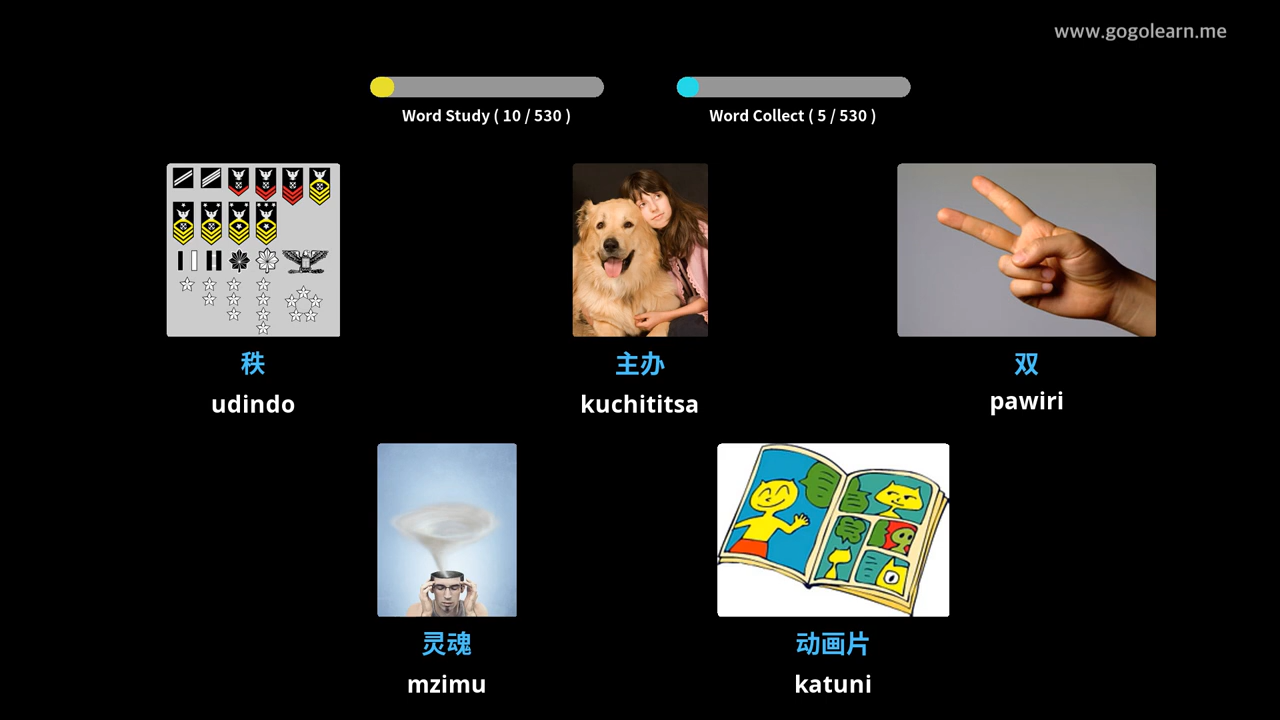 www.gogolearn.me
Word Study ( 10 / 530 )
Word Collect ( 5 / 530 )
秩
udindo
主办
kuchititsa
双
pawiri
灵魂
mzimu
动画片
katuni